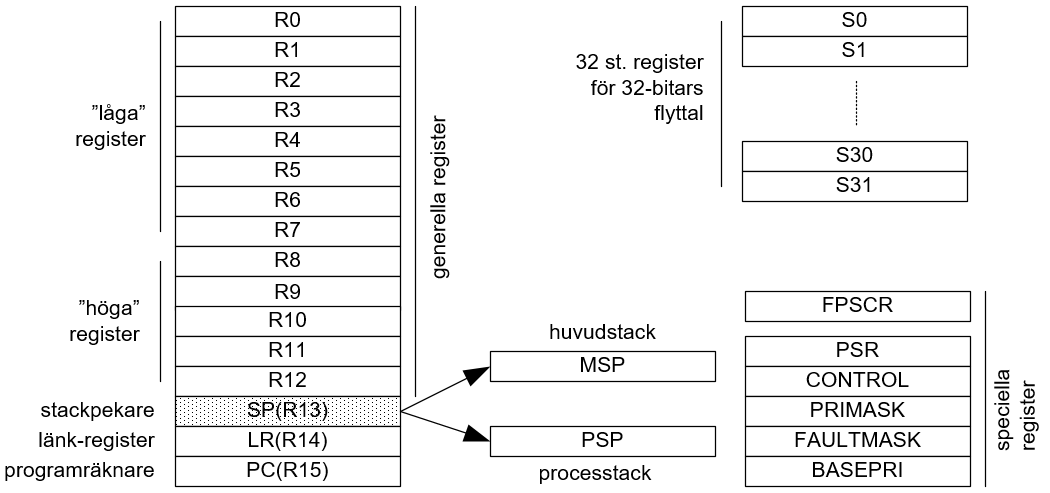 R0
R1
R2
R3
R4
R5
R6
R7
R8
R9
R10
R11
R12
SP(R13)
LR(R14)
PC(R15)
”låga”
register
”höga”
register
stackpekare
länk-register
programräknare
generella register
huvudstack
MSP
PSP
processtack
32 st. register
för 32-bitars
flyttal
S0
S1
S30
S31
FPSCR
PSR
CONTROL
PRIMASK
FAULTMASK
BASEPRI
speciella
register